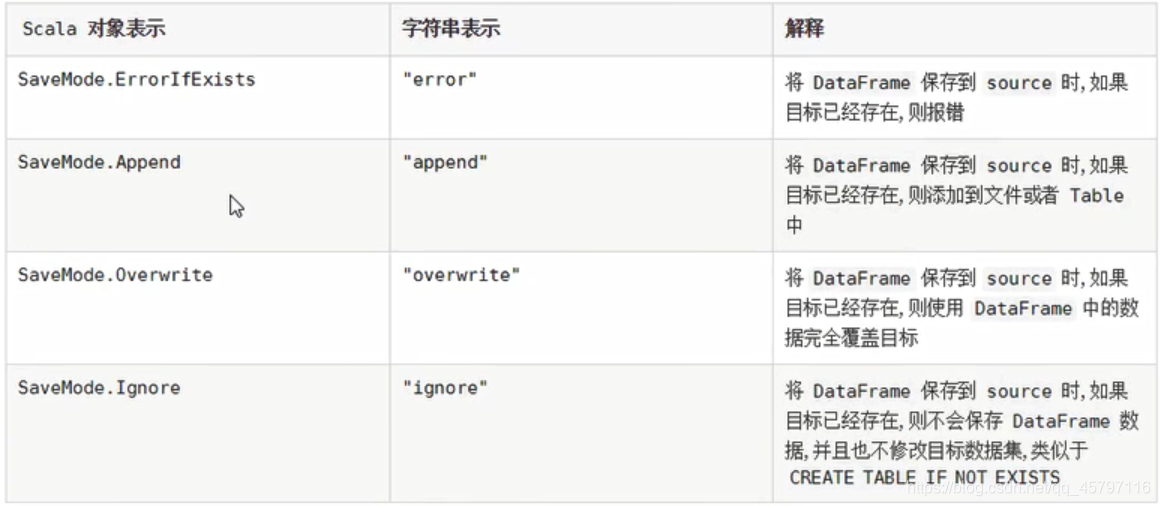 Scala 对象表示 字符串表示 解释
SaveMode.ErrorIfExists "error" 将 DataFrame 保存到 source 时,如果
目标已经存在,则报错
SaveMode.Append "append" 将 DataFrame 保存到 source 时,如果
目标已经存在,则添加到文件或者 Table
中
SaveMode.Overwrite "overwrite" 将 DataFrame 保存到 source 时,如果
目标已经存在,则使用 DataFrame 中的数
据完全覆盖目标
SaveMode.Ignore "ignore" 将 DataFrame 保存到 source 时,如果
目标已经存在,则不会保存 DataFrame 数
据,并且也不修改目标数据集,类似于
CREATE TABLE IF NOT EXISTS
https://blog.csdn.net/qq_45797116